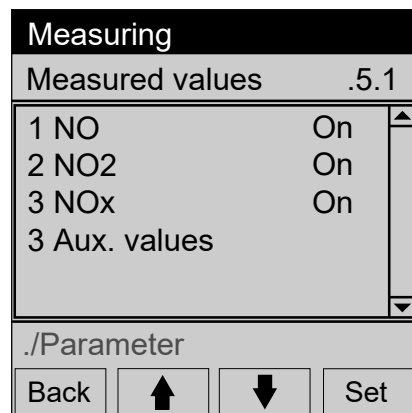 Measuring
Measured values .5.1
1 NO On
2 NO2 On
3 NOx On
3 Aux. values
./Parameter
Back Set